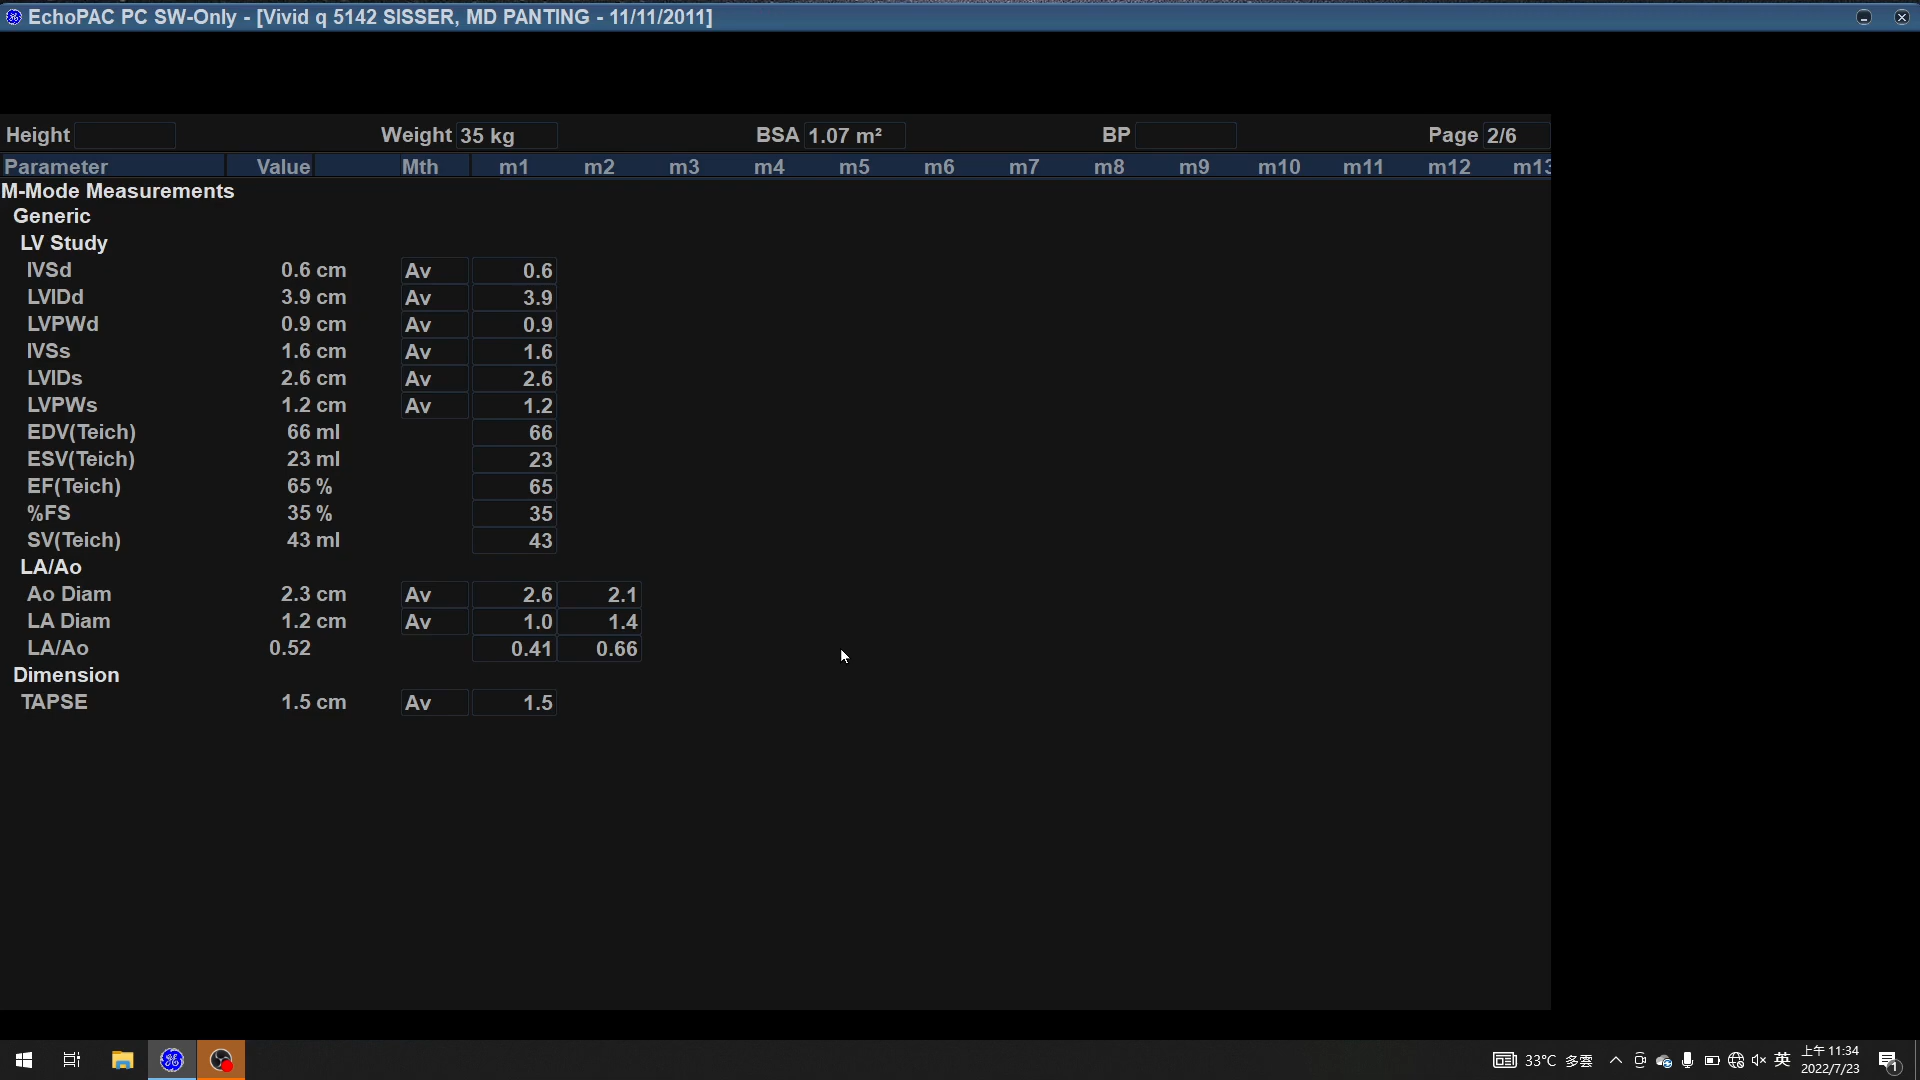 EchoPAC PC SW-Only - [Vivid q 5142 SISSER, MD PANTING - 11/11/2011]
Height Weight 35 kg BSA 1.07 m² BP Page 2/6
Parameter Value Mth m1 m2 m3 m4 m5 m6 m7 m8 m9 m10 m11 m12 m13
M-Mode Measurements
Generic
LV Study
IVSd 0.6 cm Av 0.6
LVIDd 3.9 cm Av 3.9
LVPWd 0.9 cm Av 0.9
IVSs 1.6 cm Av 1.6
LVIDs 2.6 cm Av 2.6
LVPWs 1.2 cm Av 1.2
EDV(Teich) 66 ml 66
ESV(Teich) 23 ml 23
EF(Teich) 65 % 65
%FS 35 % 35
SV(Teich) 43 ml 43
LA/Ao
Ao Diam 2.3 cm Av 2.6 2.1
LA Diam 1.2 cm Av 1.0 1.4
LA/Ao 0.52 0.41 0.66
Dimension
TAPSE 1.5 cm Av 1.5
33°C 多雲 英 上午 11:34
2022/7/23 1